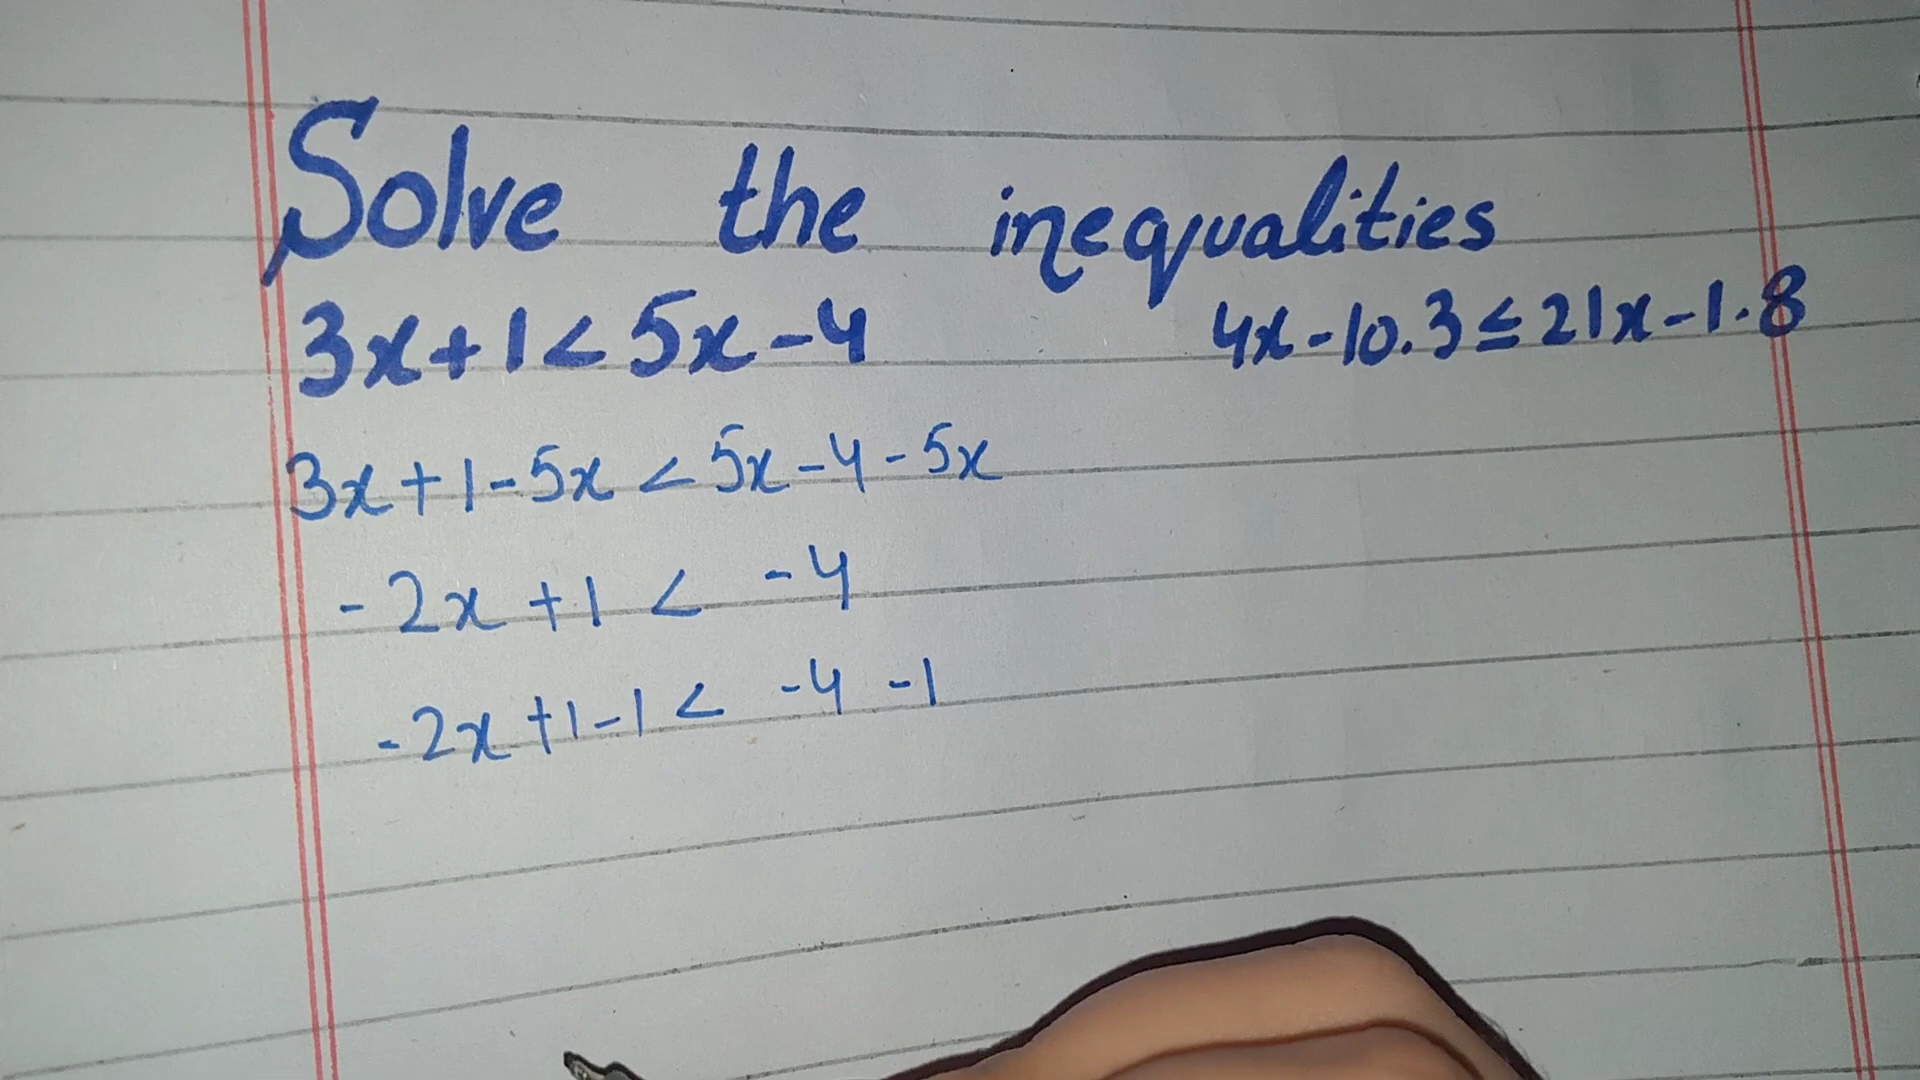 Solve the inequalities
3x+1<5x-4
4x-10.3≤21x-1.8
3x+1-5x<5x-4-5x
-2x+1< -4
-2x+1-1< -4 -1